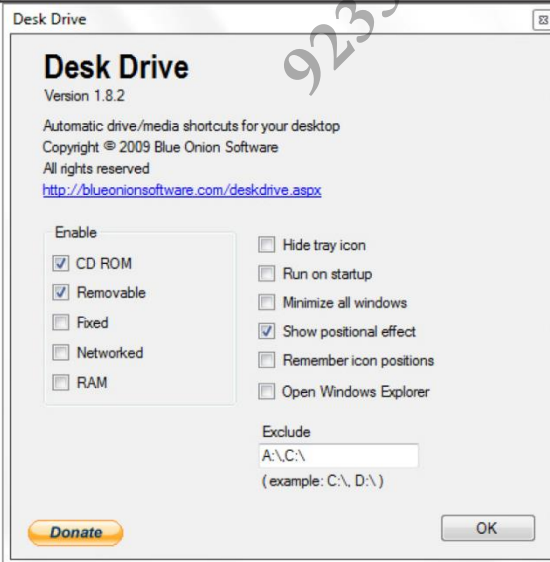 Desk Drive
Desk Drive
Version 1.8.2
Automatic drive/media shortcuts for your desktop
Copyright © 2009 Blue Onion Software
All rights reserved
http://blueonionsoftware.com/deskdrive.aspx
Enable
CD ROM
Removable
Fixed
Networked
RAM
Hide tray icon
Run on startup
Minimize all windows
Show positional effect
Remember icon positions
Open Windows Explorer
Exclude
A:\,C:\
(example: C:\, D:\ )
Donate
OK